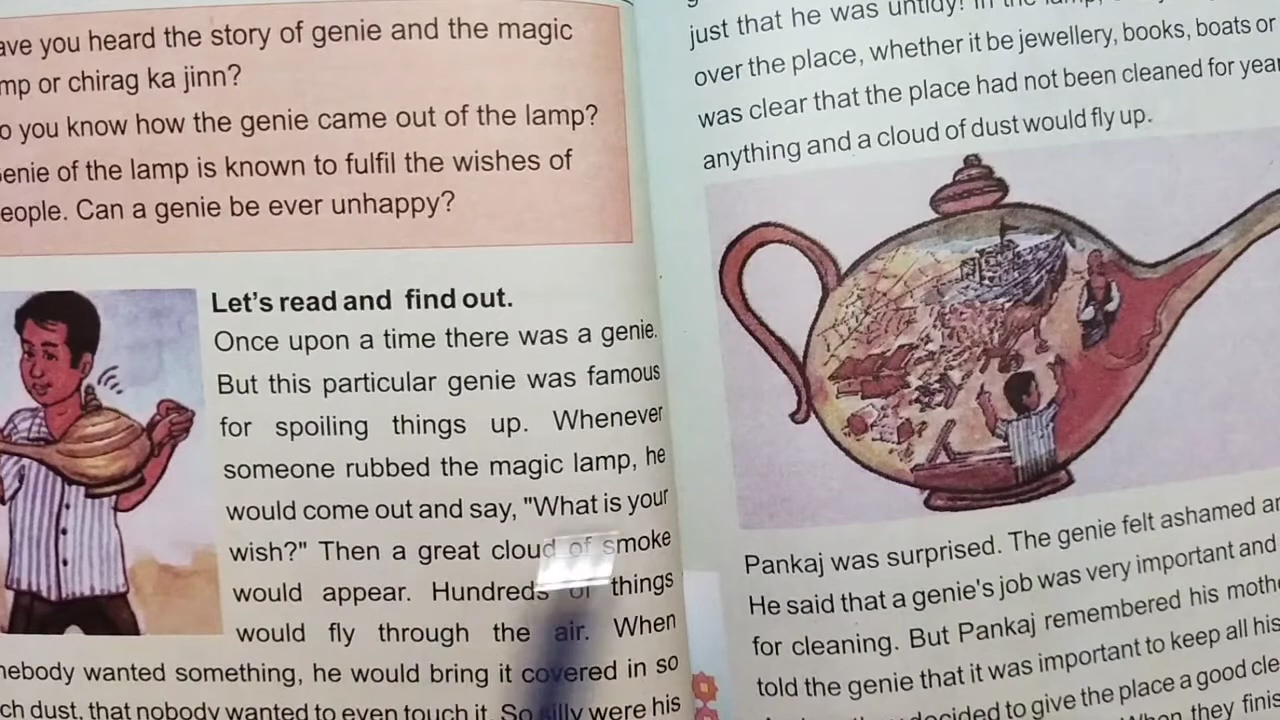 ave you heard the story of genie and the magic
mp or chirag ka jinn?
o you know how the genie came out of the lamp?
enie of the lamp is known to fulfil the wishes of
eople. Can a genie be ever unhappy?
Let's read and find out.
Once upon a time there was a genie.
But this particular genie was famous
for spoiling things up. Whenever
someone rubbed the magic lamp, he
would come out and say, "What is your
wish?" Then a great cloud of smoke
would appear. Hundreds of things
would fly through the air. When
mebody wanted something, he would bring it covered in so
ch dust, that nobody wanted to even touch it. So silly were his
just that he was untidy! In the lamp,
over the place, whether it be jewellery, books, boats or
was clear that the place had not been cleaned for year
anything and a cloud of dust would fly up.
Pankaj was surprised. The genie felt ashamed an
He said that a genie's job was very important and
for cleaning. But Pankaj remembered his moth
told the genie that it was important to keep all his
decided to give the place a good cle
When they finis